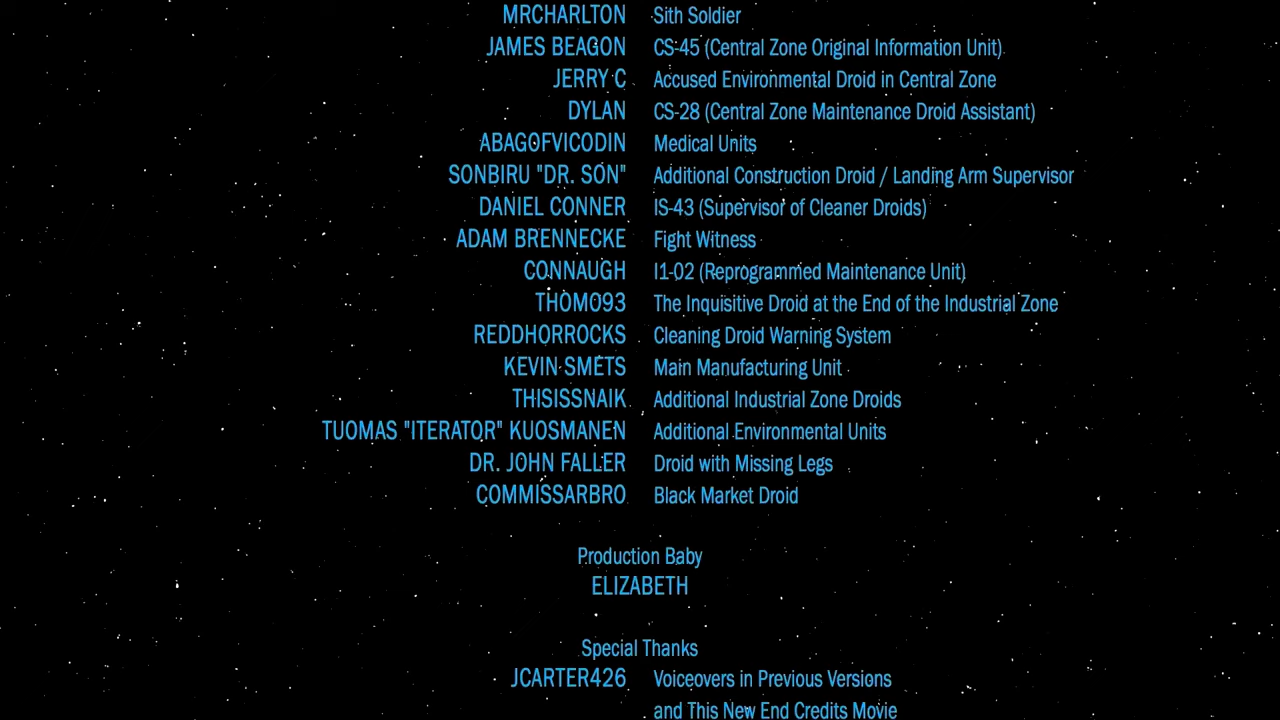 MRCHARLTON Sith Soldier
JAMES BEAGON CS-45 (Central Zone Original Information Unit)
JERRY C Accused Environmental Droid in Central Zone
DYLAN CS-28 (Central Zone Maintenance Droid Assistant)
ABAGOFVICODIN Medical Units
SONBIRU "DR. SON" Additional Construction Droid / Landing Arm Supervisor
DANIEL CONNER IS-43 (Supervisor of Cleaner Droids)
ADAM BRENNECKE Fight Witness
CONNAUGH I1-02 (Reprogrammed Maintenance Unit)
THOMO93 The Inquisitive Droid at the End of the Industrial Zone
REDDHORROCKS Cleaning Droid Warning System
KEVIN SMETS Main Manufacturing Unit
THISISSNAIK Additional Industrial Zone Droids
TUOMAS "ITERATOR" KUOSMANEN Additional Environmental Units
DR. JOHN FALLER Droid with Missing Legs
COMMISSARBRO Black Market Droid
Production Baby
ELIZABETH
Special Thanks
JCARTER426 Voiceovers in Previous Versions
and This New End Credits Movie